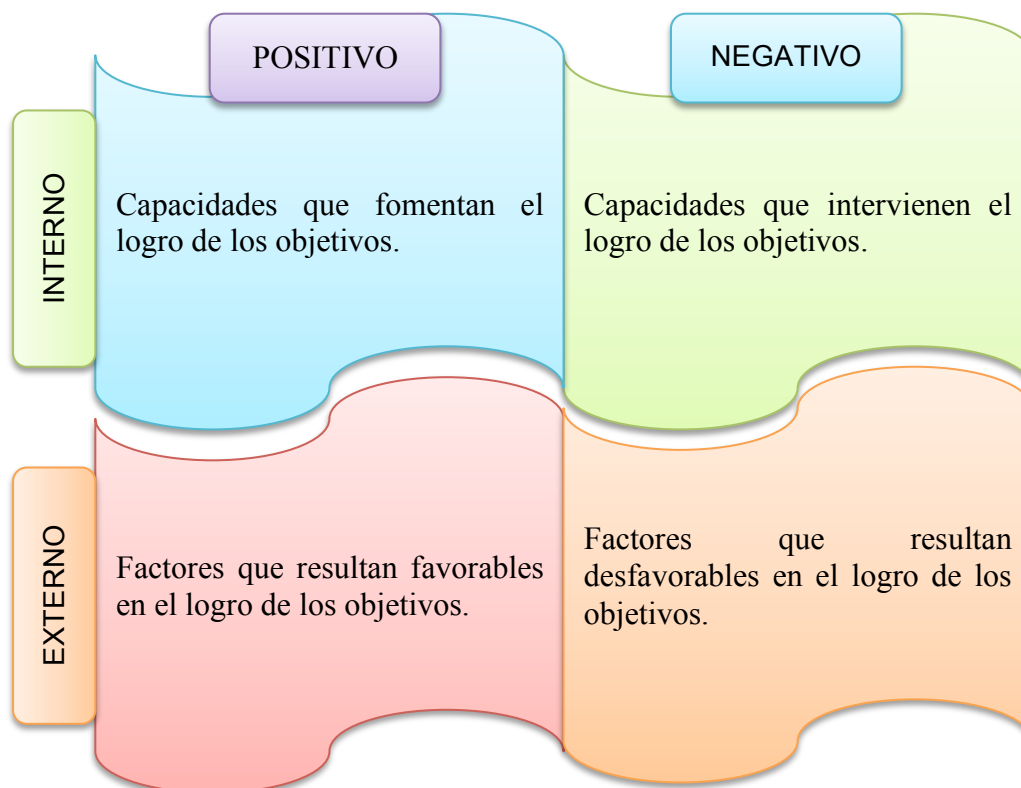 POSITIVO
NEGATIVO
INTERNO
Capacidades que fomentan el
logro de los objetivos.
Capacidades que intervienen el
logro de los objetivos.
EXTERNO
Factores que resultan favorables
en el logro de los objetivos.
Factores que resultan
desfavorables en el logro de los
objetivos.